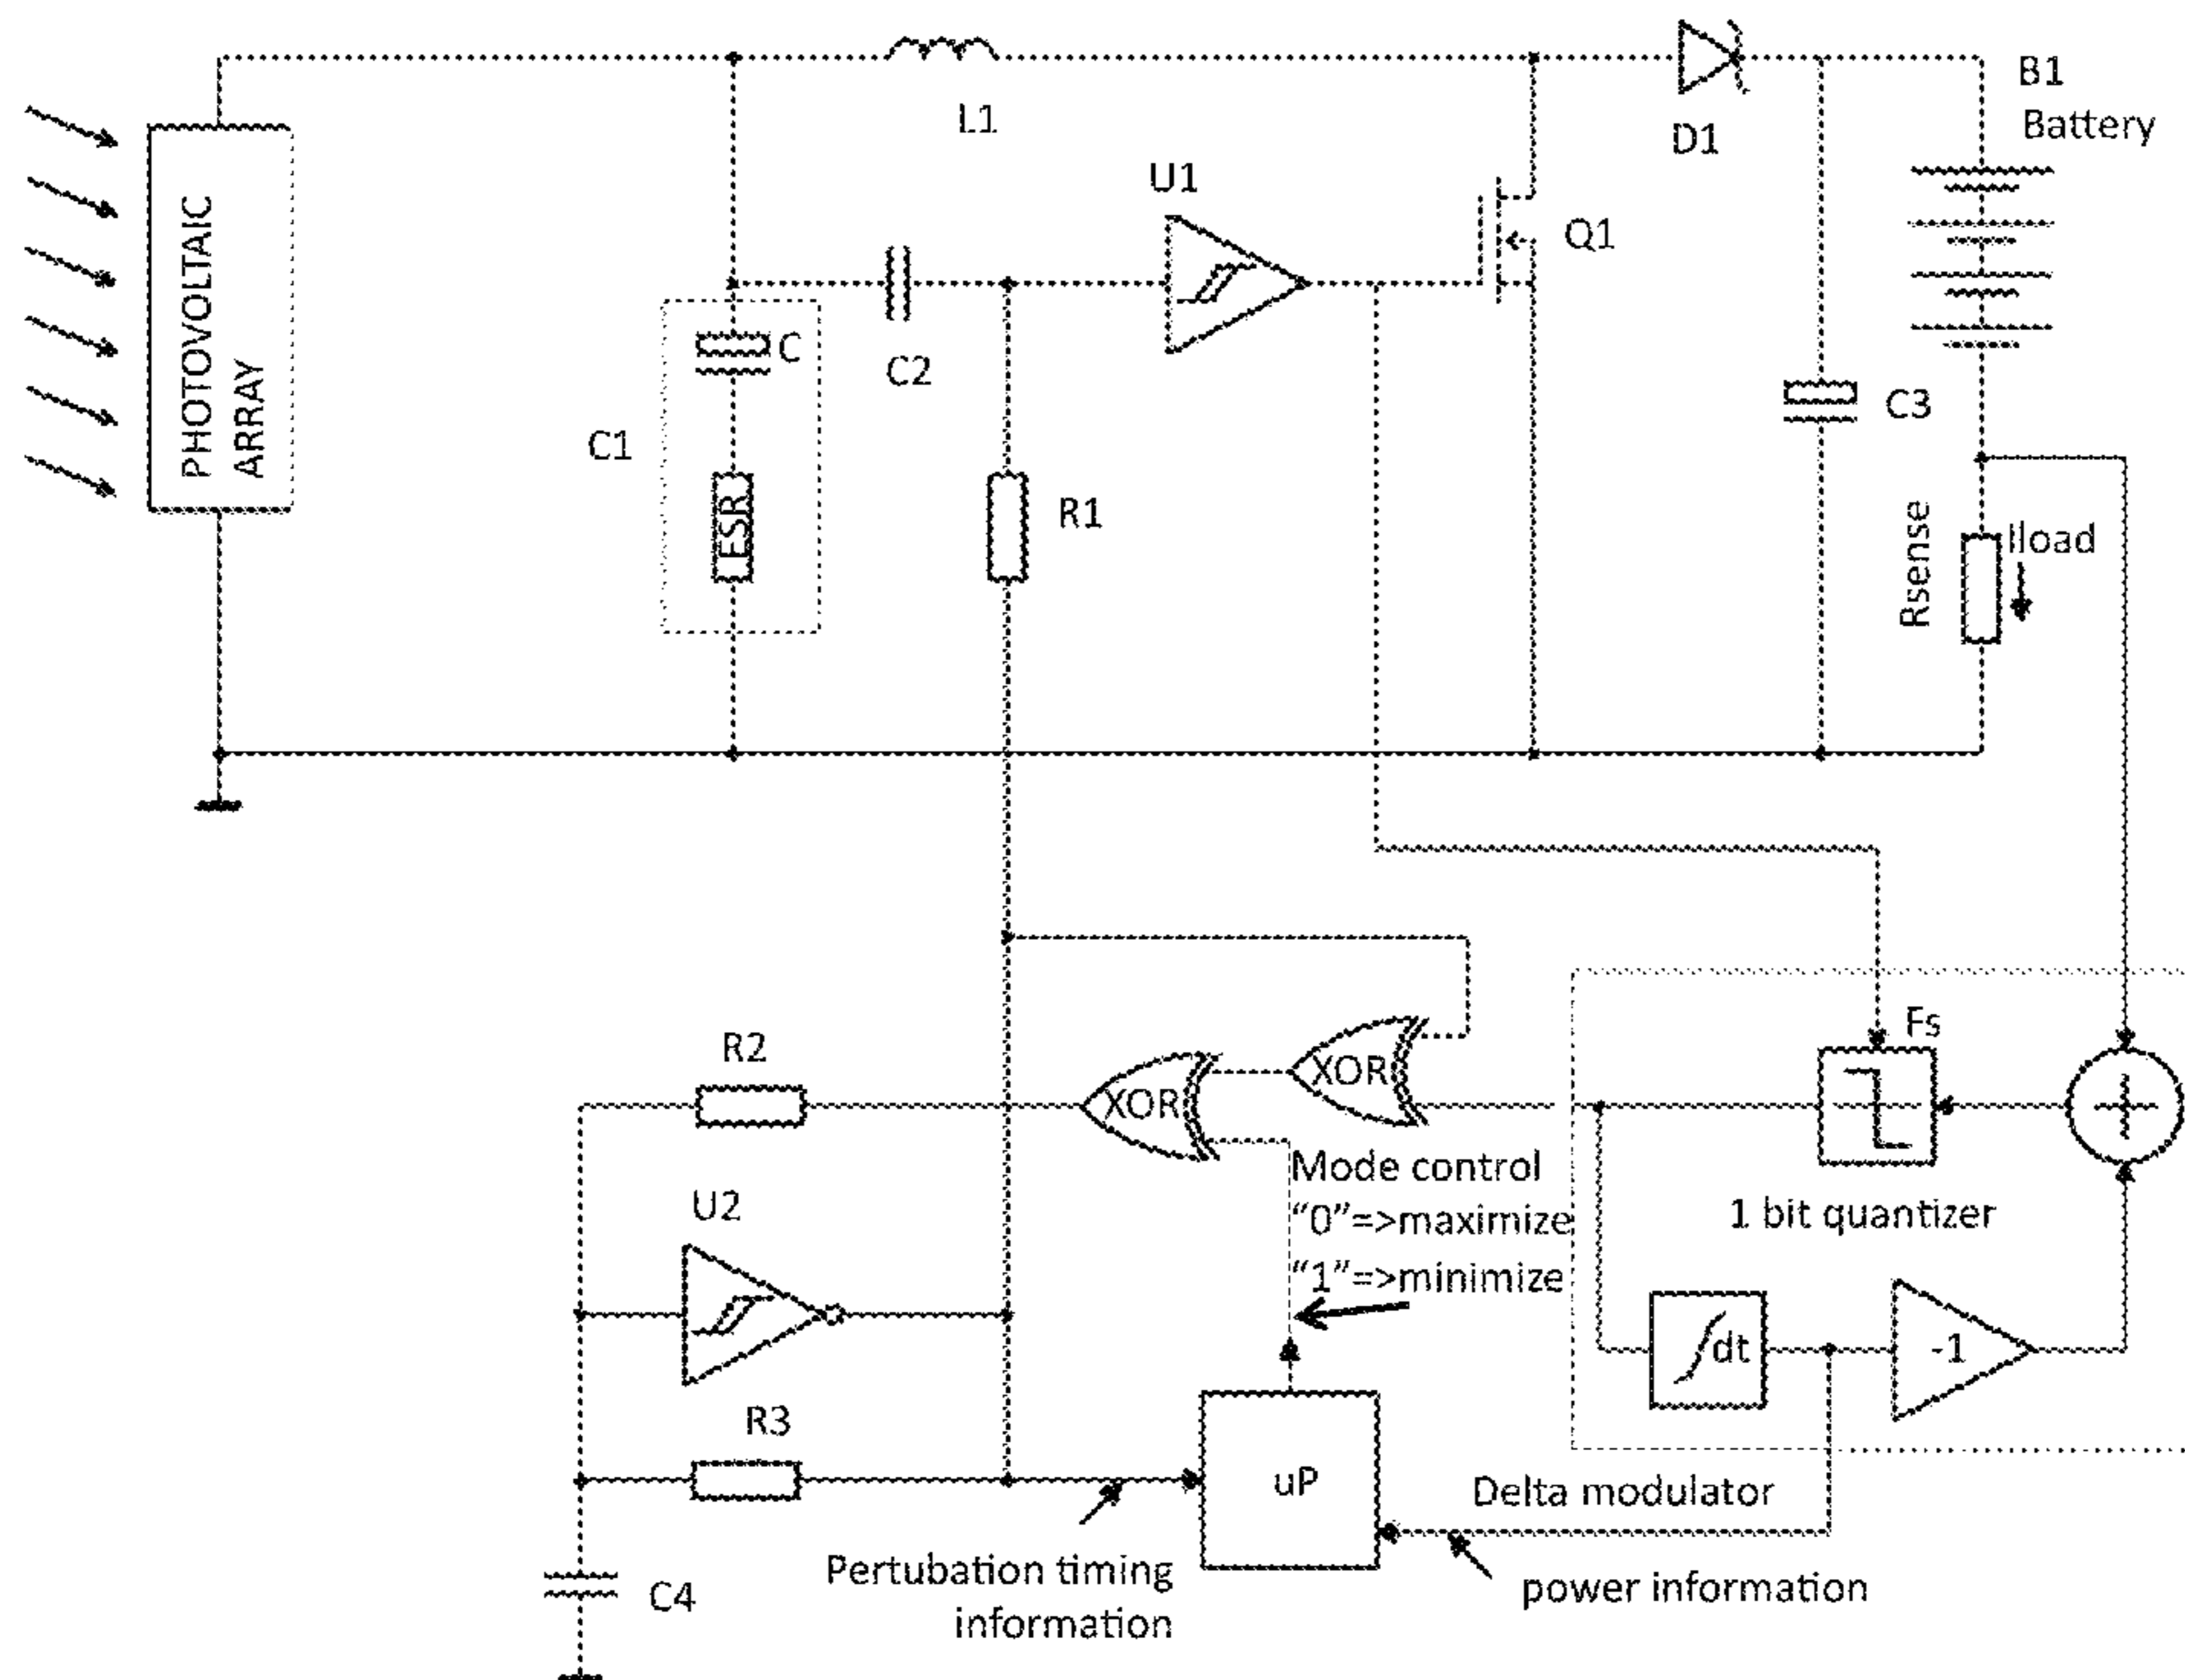 B1
Battery
L1
D1
U1
Q1
PHOTOVOLTAIC
ARRAY
C
C2
C3
C1
ESR
R1
Rsense
Iload
Fs
R2
XOR
XOR
Mode control
"0"=>maximize
"1"=>minimize
1 bit quantizer
U2
∫dt
-1
R3
uP
Delta modulator
Pertubation timing
information
power information
C4